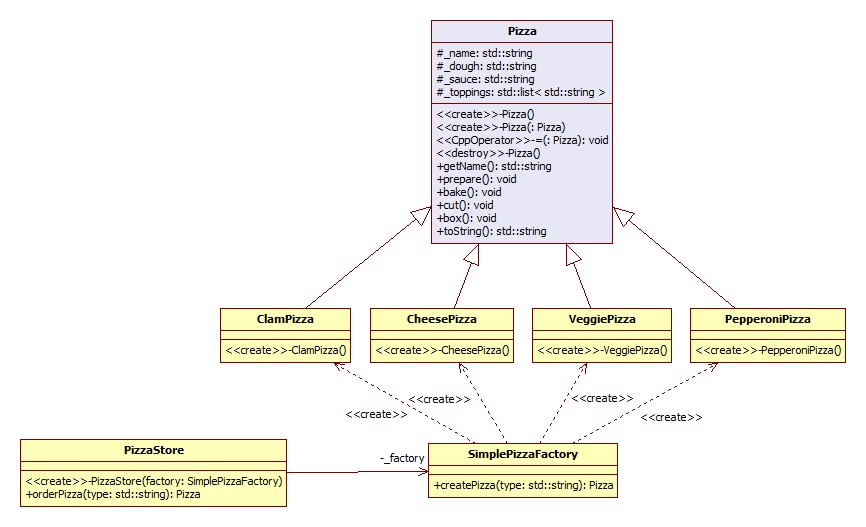 Pizza
# _name: std::string
# _dough: std::string
# _sauce: std::string
# _toppings: std::list< std::string >
<<create>>-Pizza()
<<create>>-Pizza(: Pizza)
<<CppOperator>>-=(: Pizza): void
<<destroy>>-Pizza()
+getName(): std::string
+prepare(): void
+bake(): void
+cut(): void
+box(): void
+toString(): std::string
ClamPizza
<<create>>-ClamPizza()
CheesePizza
<<create>>-CheesePizza()
VeggiePizza
<<create>>-VeggiePizza()
PepperoniPizza
<<create>>-PepperoniPizza()
<<create>>
<<create>>
<<create>>
<<create>>
PizzaStore
<<create>>-PizzaStore(factory: SimplePizzaFactory)
+orderPizza(type: std::string): Pizza
-_factory
SimplePizzaFactory
+createPizza(type: std::string): Pizza